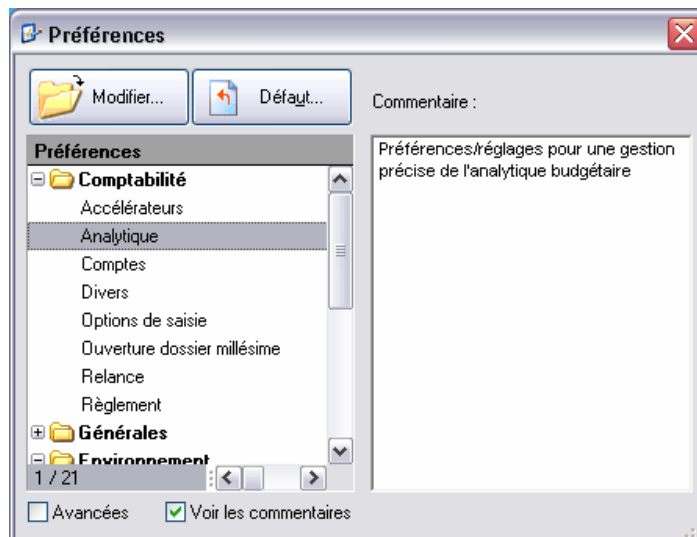 Préférences
Modifier...
Défaut...
Commentaire :
Préférences
Comptabilité
Accélérateurs
Analytique
Comptes
Divers
Options de saisie
Ouverture dossier millésime
Relance
Règlement
Générales
Environnement
1 / 21
Préférences/réglages pour une gestion
précise de l'analytique budgétaire
Avancées
Voir les commentaires